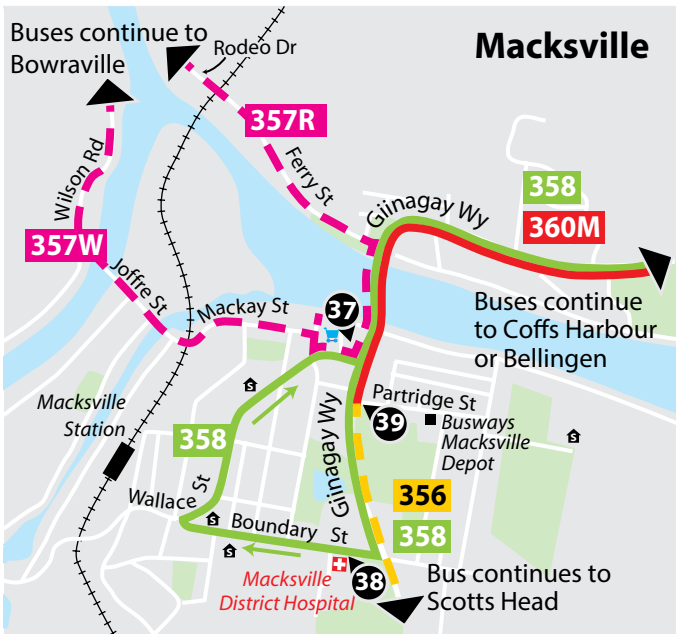 Buses continue to
Bowraville
Rodeo Dr
Macksville
357R
Ferry St
Wilson Rd
Giinagay Wy
358
360M
357W
Joffre St
Mackay St
37
Buses continue
to Coffs Harbour
or Bellingen
Macksville
Station
Partridge St
39
Busways
Macksville
Depot
S
S
358
Giinagay Wy
356
358
Wallace St
S
S
Boundary St
Macksville
District Hospital
38
Bus continues to
Scotts Head